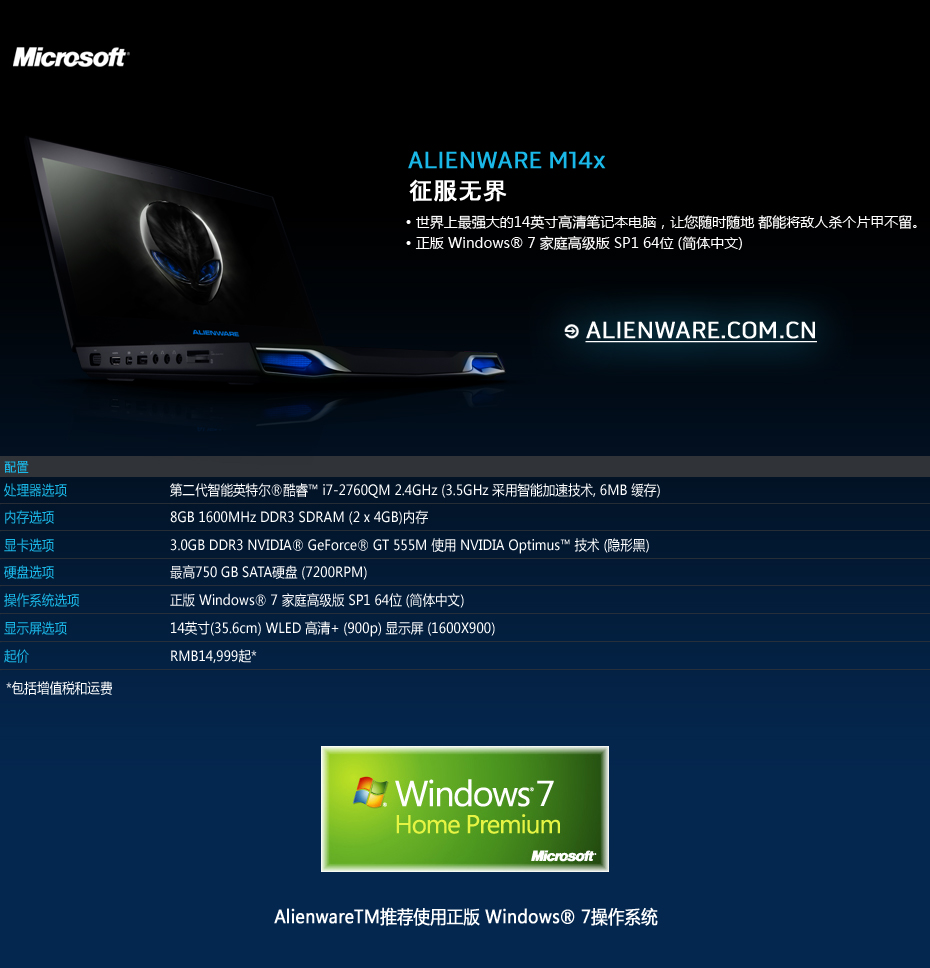 Microsoft®
ALIENWARE M14x
征服无界
• 世界上最强大的14英寸高清笔记本电脑，让您随时随地 都能将敌人杀个片甲不留。
• 正版 Windows® 7 家庭高级版 SP1 64位 (简体中文)
ALIENWARE
ALIENWARE.COM.CN
配置
处理器选项 第二代智能英特尔®酷睿™ i7-2760QM 2.4GHz (3.5GHz 采用智能加速技术, 6MB 缓存)
内存选项 8GB 1600MHz DDR3 SDRAM (2 x 4GB)内存
显卡选项 3.0GB DDR3 NVIDIA® GeForce® GT 555M 使用 NVIDIA Optimus™ 技术 (隐形黑)
硬盘选项 最高750 GB SATA硬盘 (7200RPM)
操作系统选项 正版 Windows® 7 家庭高级版 SP1 64位 (简体中文)
显示屏选项 14英寸(35.6cm) WLED 高清+ (900p) 显示屏 (1600X900)
起价 RMB14,999起*
*包括增值税和运费
Windows® 7
Home Premium
Microsoft®
AlienwareTM推荐使用正版 Windows® 7操作系统